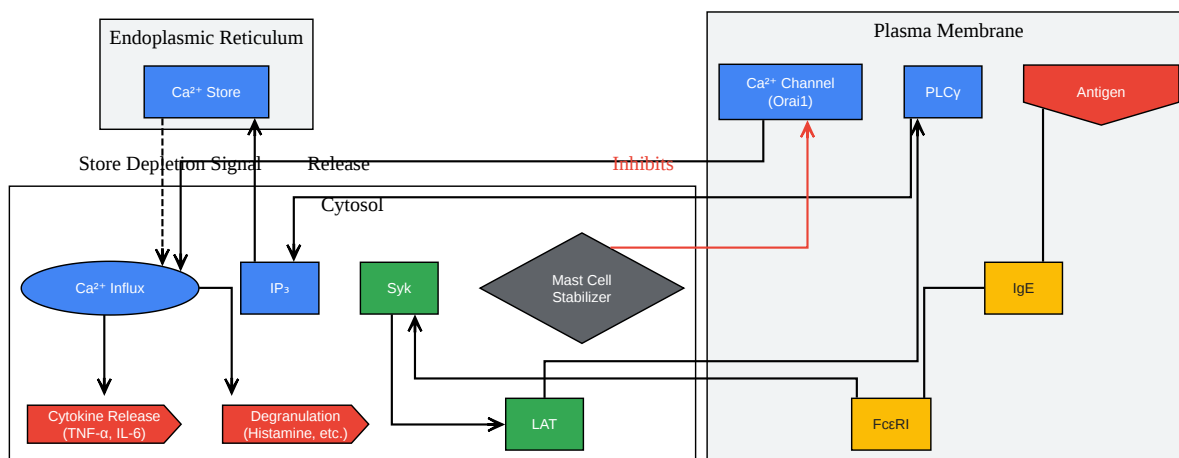 Endoplasmic Reticulum
Plasma Membrane
Ca²⁺ Store
Ca²⁺ Channel
(Orai1)
PLCγ
Antigen
Store Depletion Signal
Release
Inhibits
Cytosol
Ca²⁺ Influx
IP₃
Syk
Mast Cell
Stabilizer
IgE
Cytokine Release
(TNF-α, IL-6)
Degranulation
(Histamine, etc.)
LAT
FcεRI